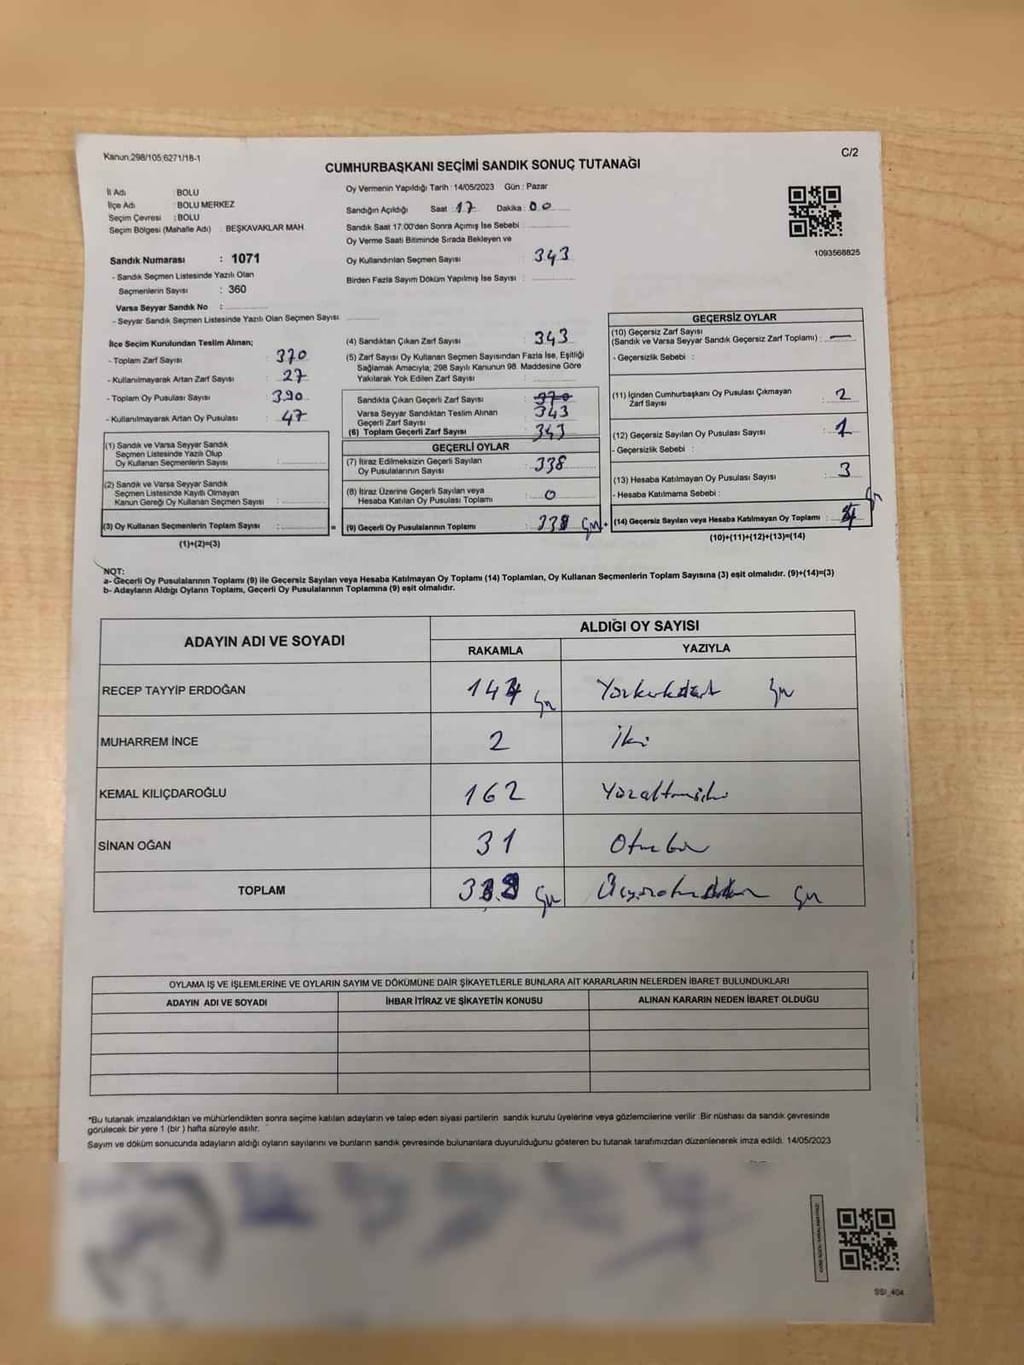 Kanun:298/105;6271/18-1
C/2
CUMHURBAŞKANI SEÇİMİ SANDIK SONUÇ TUTANAĞI
İl Adı : BOLU
İlçe Adı : BOLU MERKEZ
Seçim Çevresi : BOLU
Seçim Bölgesi (Mahalle Adı) : BEŞKAVAKLAR MAH.
Sandık Numarası : 1071
- Sandık Seçmen Listesinde Yazılı Olan
Seçmenlerin Sayısı : 360
Varsa Seyyar Sandık No :
- Seyyar Sandık Seçmen Listesinde Yazılı Olan Seçmen Sayısı:
Oy Vermenin Yapıldığı Tarih : 14/05/2023 Gün : Pazar
Sandığın Açıldığı Saat : 17 Dakika : 00
Sandık Saat 17:00'den Sonra Açımış İse Sebebi :
Oy Verme Saati Bitiminde Sırada Bekleyen ve
Oy Kullandırılan Seçmen Sayısı : 343
Birden Fazla Sayım Döküm Yapılmış İse Sayısı :
1093568825
İlçe Seçim Kurulundan Teslim Alınan;
- Toplam Zarf Sayısı : 370
- Kullanılmayarak Artan Zarf Sayısı : 27
- Toplam Oy Pusulası Sayısı : 390
- Kullanılmayarak Artan Oy Pusulası : 47
(1) Sandık ve Varsa Seyyar Sandık
Seçmen Listesinde Yazılı Olup
Oy Kullanan Seçmenlerin Sayısı :
(2) Sandık ve Varsa Seyyar Sandık
Seçmen Listesinde Kayıtlı Olmayan
Kanun Gereği Oy Kullanan Seçmen Sayısı :
(3) Oy Kullanan Seçmenlerin Toplam Sayısı :
(1)+(2)=(3)
=
(4) Sandıktan Çıkan Zarf Sayısı : 343
(5) Zarf Sayısı Oy Kullanan Seçmen Sayısından Fazla İse, Eşitliği
Sağlamak Amacıyla; 298 Sayılı Kanunun 98. Maddesine Göre
Yakılarak Yok Edilen Zarf Sayısı :
Sandıkta Çıkan Geçerli Zarf Sayısı : 370
Varsa Seyyar Sandıktan Teslim Alınan 343
Geçerli Zarf Sayısı
(6) Toplam Geçerli Zarf Sayısı : 343
GEÇERLİ OYLAR
(7) İtiraz Edilmeksizin Geçerli Sayılan
Oy Pusulalarının Sayısı : 338
(8) İtiraz Üzerine Geçerli Sayılan veya
Hesaba Katılan Oy Pusulası Toplamı : 0
(9) Geçerli Oy Pusulalarının Toplamı :
+
GEÇERSİZ OYLAR
(10) Geçersiz Zarf Sayısı
(Sandık ve Varsa Seyyar Sandık Geçersiz Zarf Toplamı) : —
- Geçersizlik Sebebi :
(11) İçinden Cumhurbaşkanı Oy Pusulası Çıkmayan
Zarf Sayısı : 2
(12) Geçersiz Sayılan Oy Pusulası Sayısı : 1
- Geçersizlik Sebebi :
(13) Hesaba Katılmayan Oy Pusulası Sayısı : 3
- Hesaba Katılmama Sebebi :
(14) Geçersiz Sayılan veya Hesaba Katılmayan Oy Toplamı :
(10)+(11)+(12)+(13)=(14)
NOT:
a- Geçerli Oy Pusulalarının Toplamı (9) ile Geçersiz Sayılan veya Hesaba Katılmayan Oy Toplamı (14) Toplamları, Oy Kullanan Seçmenlerin Toplam Sayısına (3) eşit olmalıdır. (9)+(14)=(3)
b- Adayların Aldığı Oyların Toplamı, Geçerli Oy Pusulalarının Toplamına (9) eşit olmalıdır.
ADAYIN ADI VE SOYADI
ALDIĞI OY SAYISI
RAKAMLA YAZIYLA
RECEP TAYYİP ERDOĞAN
MUHARREM İNCE 2 İki
KEMAL KILIÇDAROĞLU 162 Yüzaltmışiki
SİNAN OĞAN 31 Otuzbir
TOPLAM
OYLAMA İŞ VE İŞLEMLERİNE VE OYLARIN SAYIM VE DÖKÜMÜNE DAİR ŞİKAYETLERLE BUNLARA AİT KARARLARIN NELERDEN İBARET BULUNDUKLARI
ADAYIN ADI VE SOYADI İHBAR İTİRAZ VE ŞİKAYETİN KONUSU ALINAN KARARIN NEDEN İBARET OLDUĞU
*Bu tutanak imzalandıktan ve mühürlendikten sonra seçime katılan adayların ve talep eden siyasi partilerin sandık kurulu üyelerine veya gözlemcilerine verilir. Bir nüshası da sandık çevresinde
görülecek bir yere 1 (bir) hafta süreyle asılır.
Sayım ve döküm sonucunda adayların aldığı oyların sayılarını ve bunların sandık çevresinde bulunanlara duyurulduğunu gösteren bu tutanak tarafımızdan düzenlenerek imza edildi. 14/05/2023
SSI_404